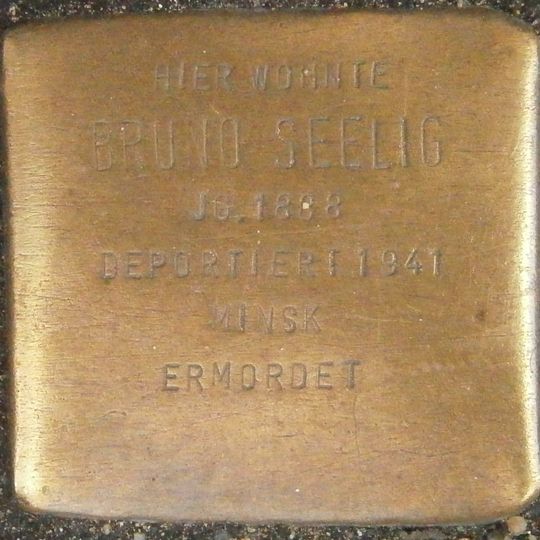 HIER WOHNTE
BRUNO SEELIG
JG. 1888
DEPORTIERT 1941
MINSK
ERMORDET